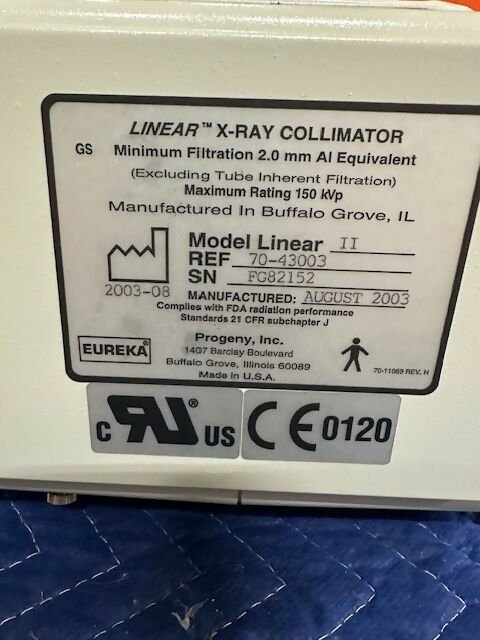 LINEAR™ X-RAY COLLIMATOR
GS Minimum Filtration 2.0 mm Al Equivalent
(Excluding Tube Inherent Filtration)
Maximum Rating 150 kVp
Manufactured In Buffalo Grove, IL
Model Linear II
REF 70-43003
SN FG82152
2003-08
MANUFACTURED: AUGUST 2003
Complies with FDA radiation performance
Standards 21 CFR subchapter J
EUREKA®
Progeny, Inc.
1407 Barclay Boulevard
Buffalo Grove, Illinois 60089
Made in U.S.A.
70-11069 REV. H
c RU® US
CE 0120